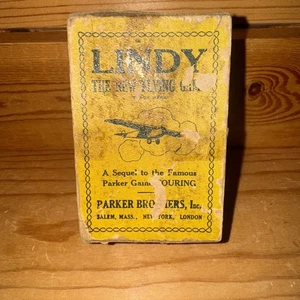 LINDY
THE NEW FLYING GAME
A Sequel to the Famous
Parker Game TOURING
PARKER BROTHERS, Inc.
SALEM, MASS., NEW YORK, LONDON